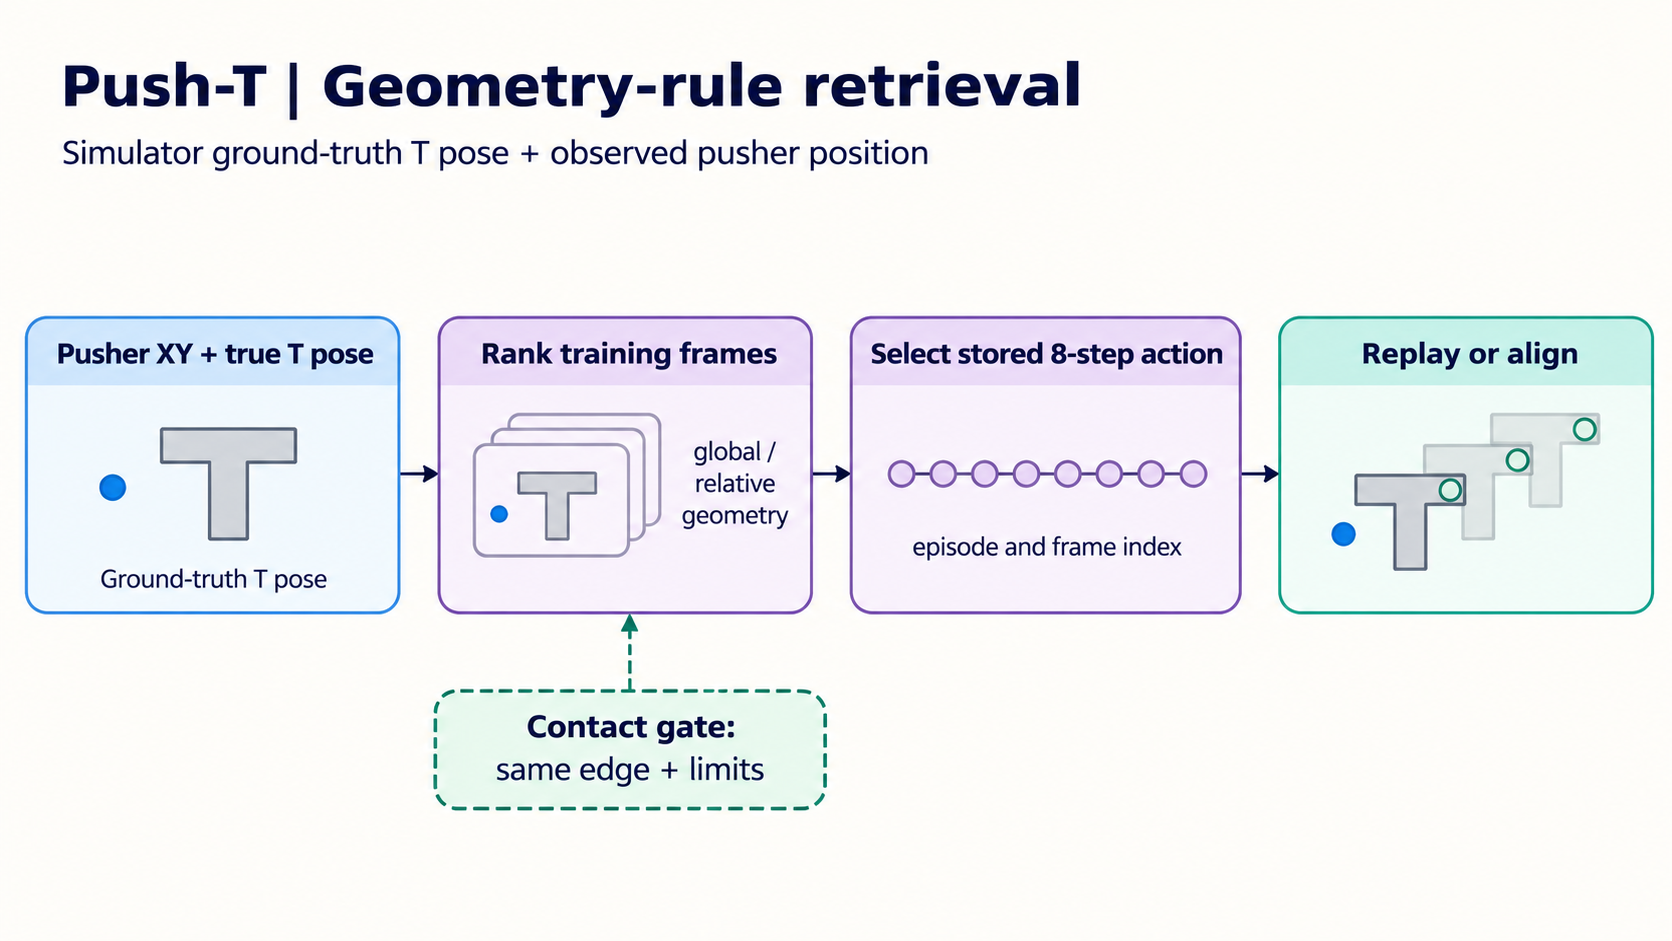 Push-T | Geometry-rule retrieval
Simulator ground-truth T pose + observed pusher position
Pusher XY + true T pose
Ground-truth T pose
Rank training frames
global /
relative
geometry
Select stored 8-step action
episode and frame index
Replay or align
Contact gate:
same edge + limits